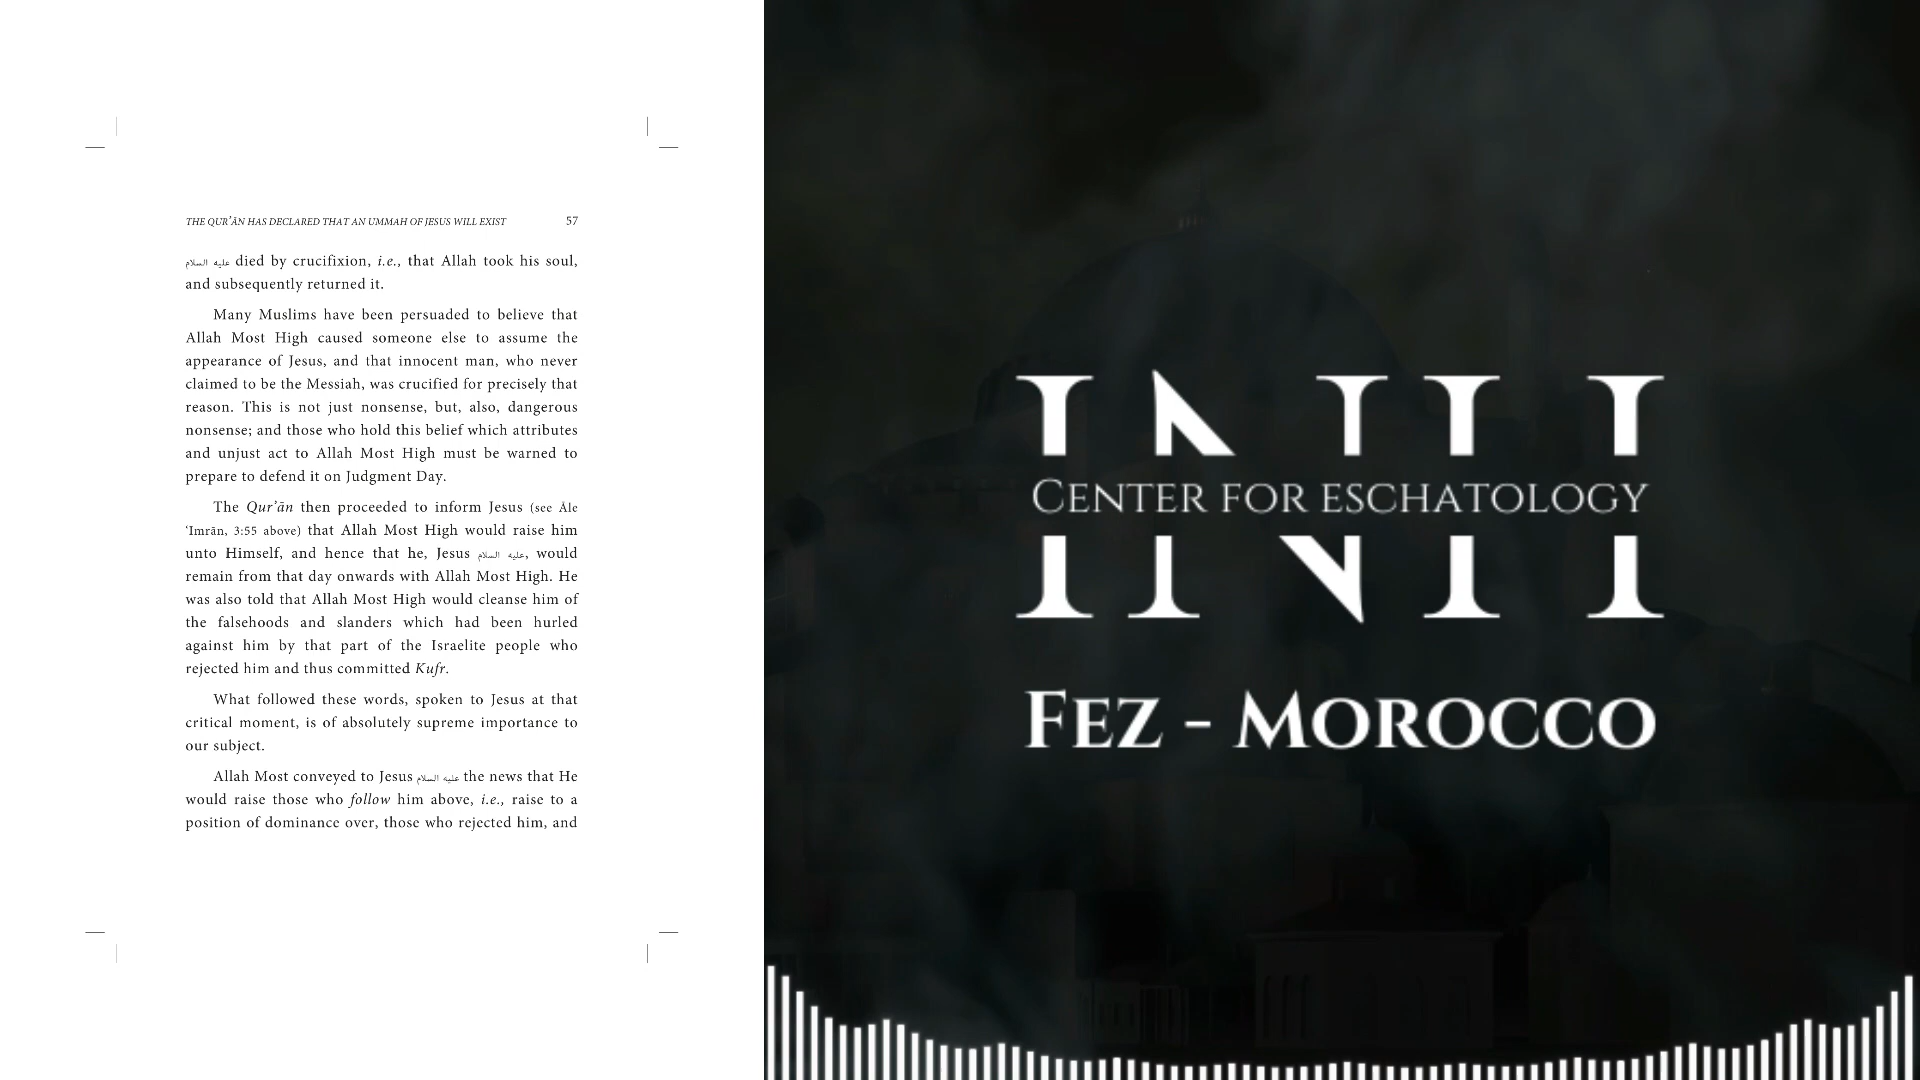 THE QUR’ĀN HAS DECLARED THAT AN UMMAH OF JESUS WILL EXIST 57
عليه السلام died by crucifixion, i.e., that Allah took his soul,
and subsequently returned it.
Many Muslims have been persuaded to believe that
Allah Most High caused someone else to assume the
appearance of Jesus, and that innocent man, who never
claimed to be the Messiah, was crucified for precisely that
reason. This is not just nonsense, but, also, dangerous
nonsense; and those who hold this belief which attributes
and unjust act to Allah Most High must be warned to
prepare to defend it on Judgment Day.
The Qur’ān then proceeded to inform Jesus (see Āle
‘Imrān, 3:55 above) that Allah Most High would raise him
unto Himself, and hence that he, Jesus عليه السلام, would
remain from that day onwards with Allah Most High. He
was also told that Allah Most High would cleanse him of
the falsehoods and slanders which had been hurled
against him by that part of the Israelite people who
rejected him and thus committed Kufr.
What followed these words, spoken to Jesus at that
critical moment, is of absolutely supreme importance to
our subject.
Allah Most conveyed to Jesus عليه السلام the news that He
would raise those who follow him above, i.e., raise to a
position of dominance over, those who rejected him, and
INH
CENTER FOR ESCHATOLOGY
FEZ - MOROCCO